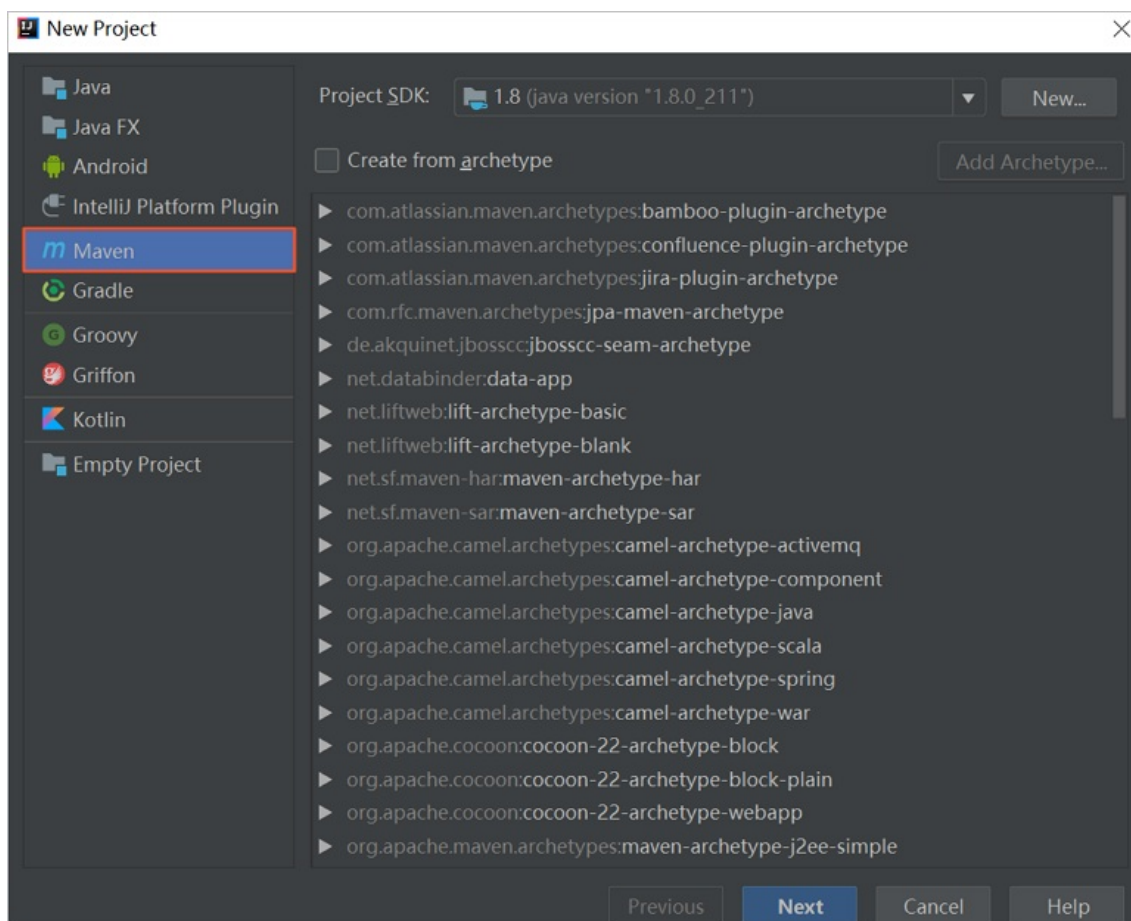 New Project
Java
Java FX
Android
IntelliJ Platform Plugin
Maven
Gradle
Groovy
Griffon
Kotlin
Empty Project
Project SDK: 1.8 (java version "1.8.0_211") New...
Create from archetype Add Archetype...
com.atlassian.maven.archetypes:bamboo-plugin-archetype
com.atlassian.maven.archetypes:confluence-plugin-archetype
com.atlassian.maven.archetypes:jira-plugin-archetype
com.rfc.maven.archetypes:jpa-maven-archetype
de.akquinet.jbosscc:jbosscc-seam-archetype
net.databinder:data-app
net.liftweb:lift-archetype-basic
net.liftweb:lift-archetype-blank
net.sf.maven-har:maven-archetype-har
net.sf.maven-sar:maven-archetype-sar
org.apache.camel.archetypes:camel-archetype-activemq
org.apache.camel.archetypes:camel-archetype-component
org.apache.camel.archetypes:camel-archetype-java
org.apache.camel.archetypes:camel-archetype-scala
org.apache.camel.archetypes:camel-archetype-spring
org.apache.camel.archetypes:camel-archetype-war
org.apache.cocoon:cocoon-22-archetype-block
org.apache.cocoon:cocoon-22-archetype-block-plain
org.apache.cocoon:cocoon-22-archetype-webapp
org.apache.maven.archetypes:maven-archetype-j2ee-simple
Previous Next Cancel Help